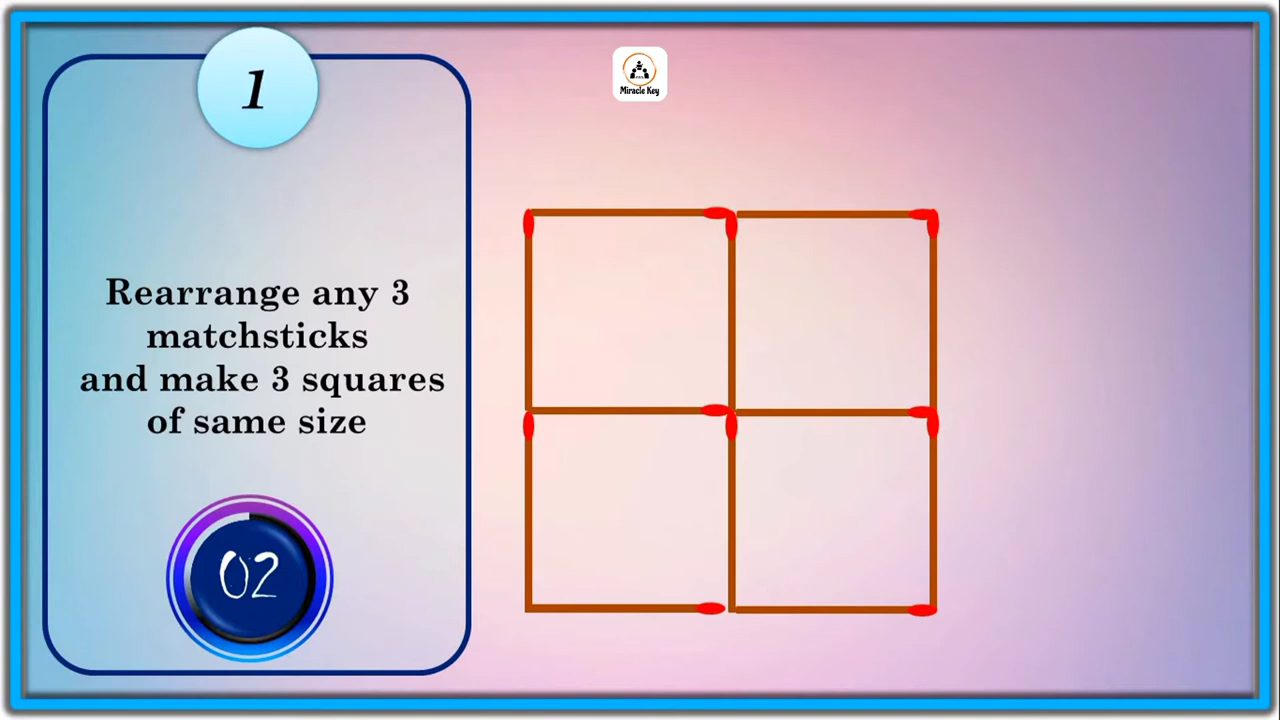 1
Miracle Key
Rearrange any 3
matchsticks
and make 3 squares
of same size
02